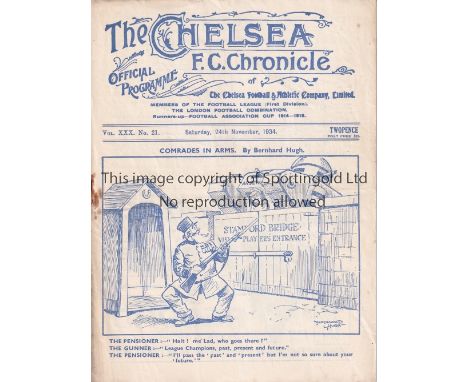 The CHELSEA
F.C. Chronicle
OFFICIAL PROGRAMME
of
The Chelsea Football & Athletic Company, Limited.
MEMBERS OF THE FOOTBALL LEAGUE (First Division).
THE LONDON FOOTBALL COMBINATION.
Runners-up—FOOTBALL ASSOCIATION CUP 1914-1915.
VOL. XXX. No. 21.
Saturday, 24th November, 1934.
TWOPENCE
COMRADES IN ARMS. By Bernhard Hugh.
This image copyright of Sportingold Ltd
No reproduction allowed
STAMFORD BRIDGE
PLAYERS ENTRANCE
THE PENSIONER :—"Halt! me Lad, who goes there?"
THE GUNNER :—"League Champions, past, present and future."
THE PENSIONER :—"I'll pass the 'past' and 'present' but I'm not so sure about your
'future.'"